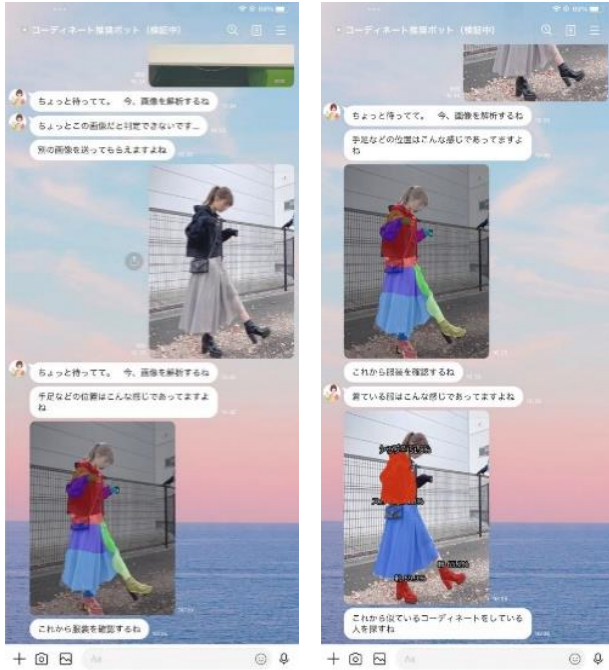 コーディネート推奨ボット（検証中）
ちょっと待ってて。　今、画像を解析するね
ちょっとこの画像だと判定できないです...
別の画像を送ってもらえますよね
ちょっと待ってて。　今、画像を解析するね
手足などの位置はこんな感じであってますよ
ね
これから服装を確認するね
Aa
コーディネート推奨ボット（検証中）
ちょっと待ってて。　今、画像を解析するね
手足などの位置はこんな感じであってますよ
ね
これから服装を確認するね
着ている服はこんな感じであってますよね
これから似ているコーディネートをしている
人を探すね
Aa